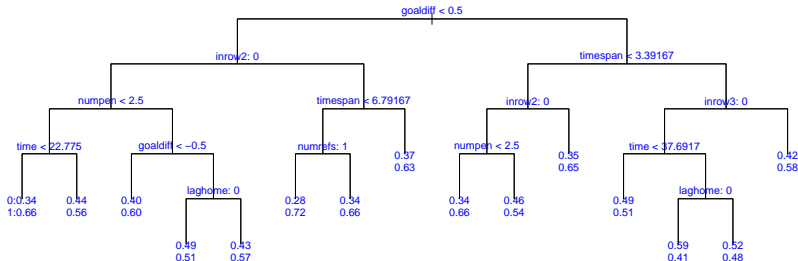 goaldiff < 0.5
inrow2: 0
timespan < 3.39167
numpen < 2.5
timespan < 6.79167
inrow2: 0
inrow3: 0
time < 22.775
goaldiff < −0.5
numrefs: 1
0.37
0.63
numpen < 2.5
0.35
0.65
time < 37.6917
0.42
0.58
0:0.34
1:0.66
0.44
0.56
0.40
0.60
laghome: 0
0.28
0.72
0.34
0.66
0.34
0.66
0.46
0.54
0.49
0.51
laghome: 0
0.49
0.51
0.43
0.57
0.59
0.41
0.52
0.48